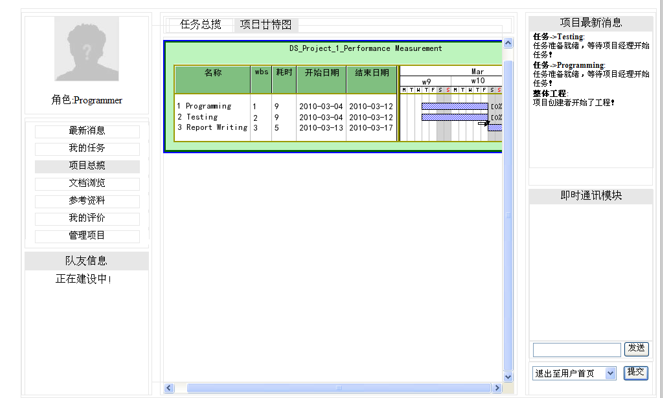 角色:Programmer
最新消息
我的任务
项目总揽
文档浏览
参考资料
我的评价
管理项目
队友信息
正在建设中!
任务总揽 项目甘特图
DS_Project_1_Performance Measurement
名称 wbs 耗时 开始日期 结束日期 Mar
w9 w10
M T W T F S S M T W T F S S
1 Programming 1 9 2010-03-04 2010-03-12 [0%
2 Testing 2 9 2010-03-04 2010-03-12 [0%
3 Report Writing 3 5 2010-03-13 2010-03-17
项目最新消息
任务->Testing:
任务准备就绪,等待项目经理开始
任务!
任务->Programming:
任务准备就绪,等待项目经理开始
任务!
整体工程:
项目创建者开始了工程!
即时通讯模块
发送
退出至用户首页 提交